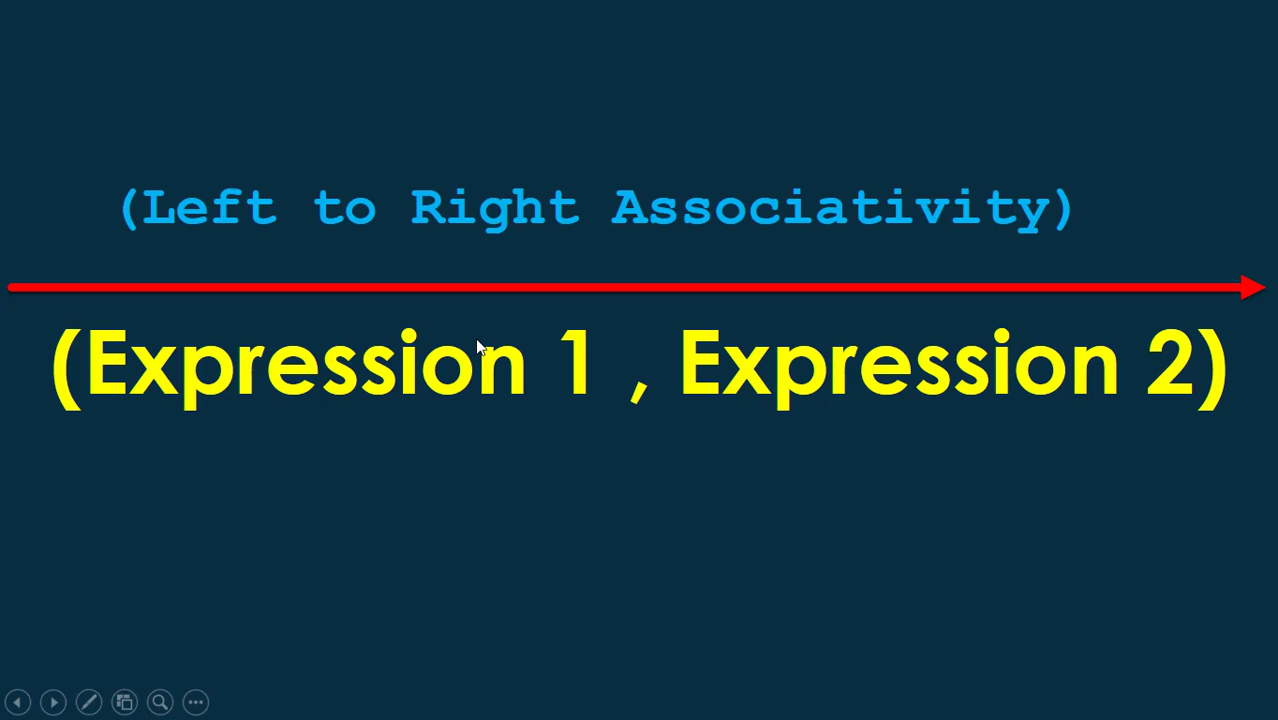 (Left to Right Associativity)
(Expression 1 , Expression 2)